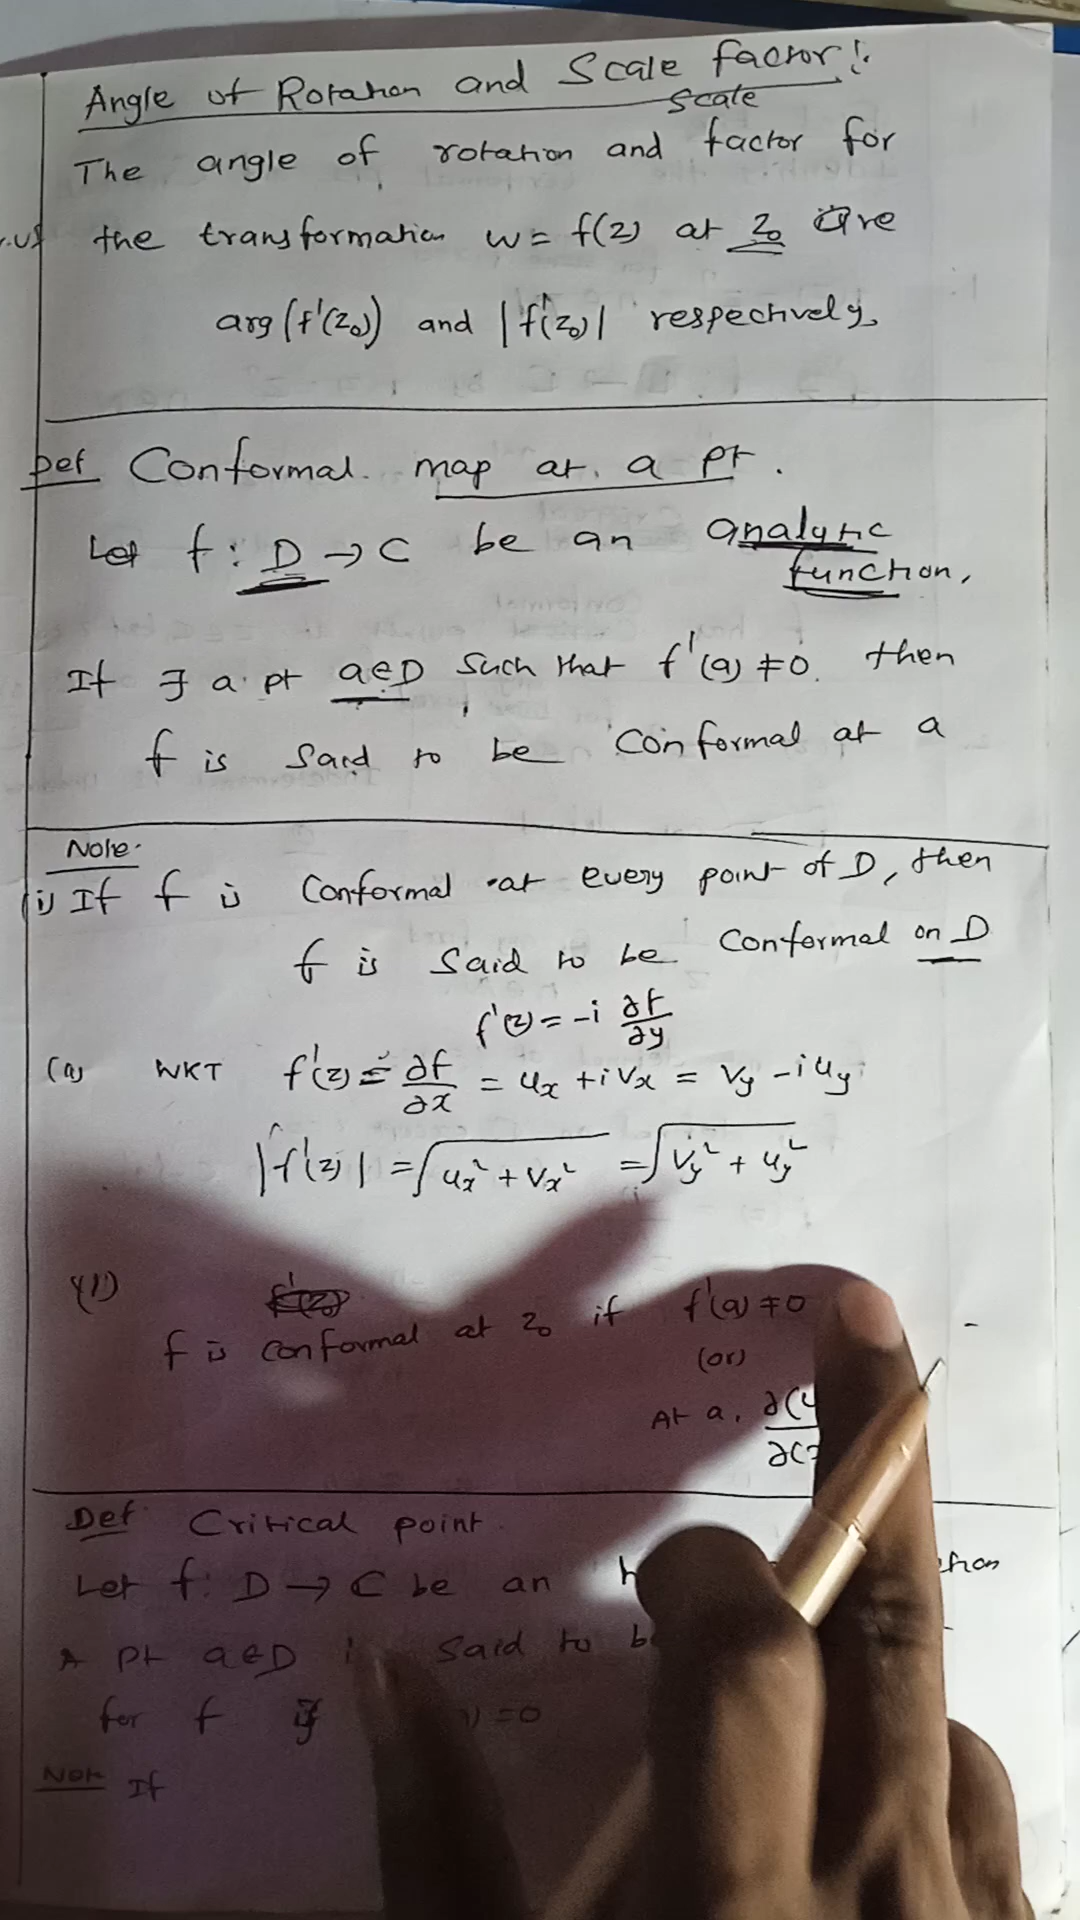 Angle of Rotation and Scale factor:
scale
The angle of rotation and factor for
the transformation w = f(z) at z₀ are
arg(f'(z₀)) and |f'(z₀)| respectively
Def Conformal map at a pt.
Let f : D → C be an analytic
function,
If ∃ a pt a∈D such that f'(a) ≠ 0 then
f is said to be conformal at a
Note.
i) If f is conformal at every point of D, then
f is said to be conformal on D
f'(z) = -i ∂f/∂y
(a) WKT f'(z) = ∂f/∂x = uₓ + i vₓ = v_y - i u_y
|f'(z)| = √(uₓ² + vₓ²) = √(v_y² + u_y²)
f is conformal at z₀ if f'(a) ≠ 0
(or)
At a, ∂(u
∂(
Def Critical point.
Let f: D → C be an
A pt a∈D said to b
for f if ) = 0
Note If